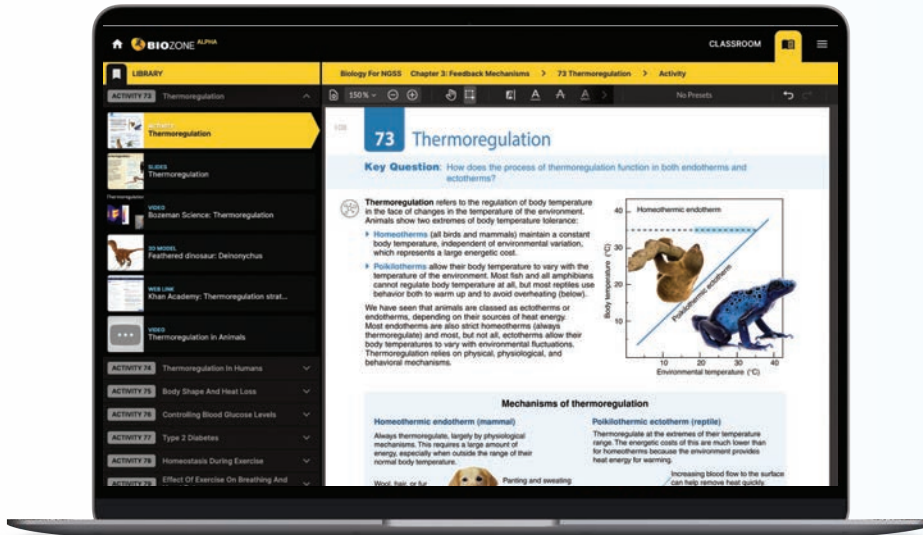 BIOZONE ALPHA
CLASSROOM
LIBRARY
Biology For NGSS Chapter 3: Feedback Mechanisms > 73 Thermoregulation > Activity
ACTIVITY 73 Thermoregulation
150%
No Presets
ACTIVITY
Thermoregulation
SLIDES
Thermoregulation
VIDEO
Bozeman Science: Thermoregulation
3D MODEL
Feathered dinosaur: Deinonychus
WEB LINK
Khan Academy: Thermoregulation strat...
VIDEO
Thermoregulation in Animals
ACTIVITY 74 Thermoregulation In Humans
ACTIVITY 75 Body Shape And Heat Loss
ACTIVITY 76 Controlling Blood Glucose Levels
ACTIVITY 77 Type 2 Diabetes
ACTIVITY 78 Homeostasis During Exercise
ACTIVITY 79 Effect Of Exercise On Breathing And
73 Thermoregulation
Key Question: How does the process of thermoregulation function in both endotherms and
ectotherms?
Thermoregulation refers to the regulation of body temperature
in the face of changes in the temperature of the environment.
Animals show two extremes of body temperature tolerance:
Homeotherms (all birds and mammals) maintain a constant
body temperature, independent of environmental variation,
which represents a large energetic cost.
Poikilotherms allow their body temperature to vary with the
temperature of the environment. Most fish and all amphibians
cannot regulate body temperature at all, but most reptiles use
behavior both to warm up and to avoid overheating (below).
We have seen that animals are classed as ectotherms or
endotherms, depending on their sources of heat energy.
Most endotherms are also strict homeotherms (always
thermoregulate) and most, but not all, ectotherms allow their
body temperatures to vary with environmental fluctuations.
Thermoregulation relies on physical, physiological, and
behavioral mechanisms.
Homeothermic endotherm
Poikilothermic ectotherm
Body temperature (°C)
40
30
20
10
10 20 30 40
Environmental temperature (°C)
Mechanisms of thermoregulation
Homeothermic endotherm (mammal)
Always thermoregulate, largely by physiological
mechanisms. This requires a large amount of
energy, especially when outside the range of their
normal body temperature.
Wool, hair, or fur
Panting and sweating
Poikilothermic ectotherm (reptile)
Thermoregulate at the extremes of their temperature
range. The energetic costs of this are much lower than
for homeotherms because the environment provides
heat energy for warming.
Increasing blood flow to the surface
can help remove heat quickly.